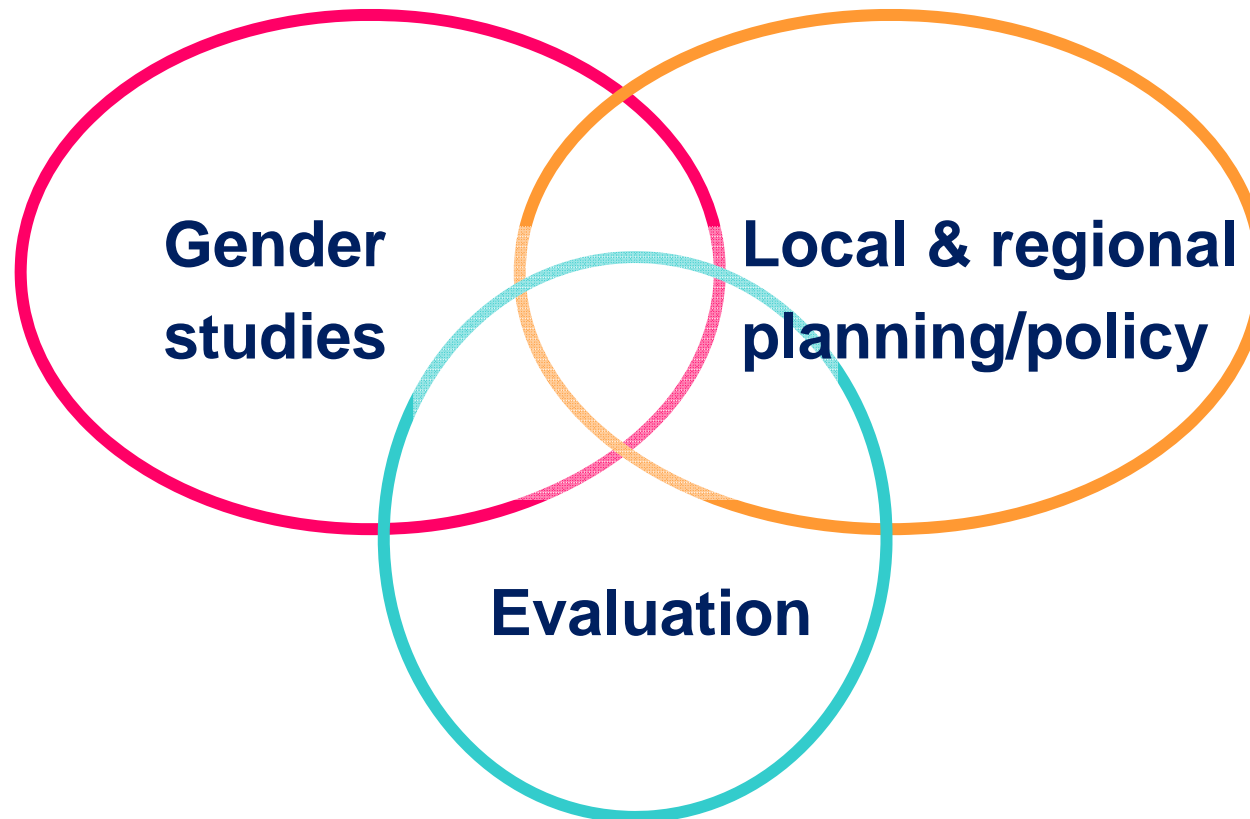 Gender
studies
Local & regional
planning/policy
Evaluation